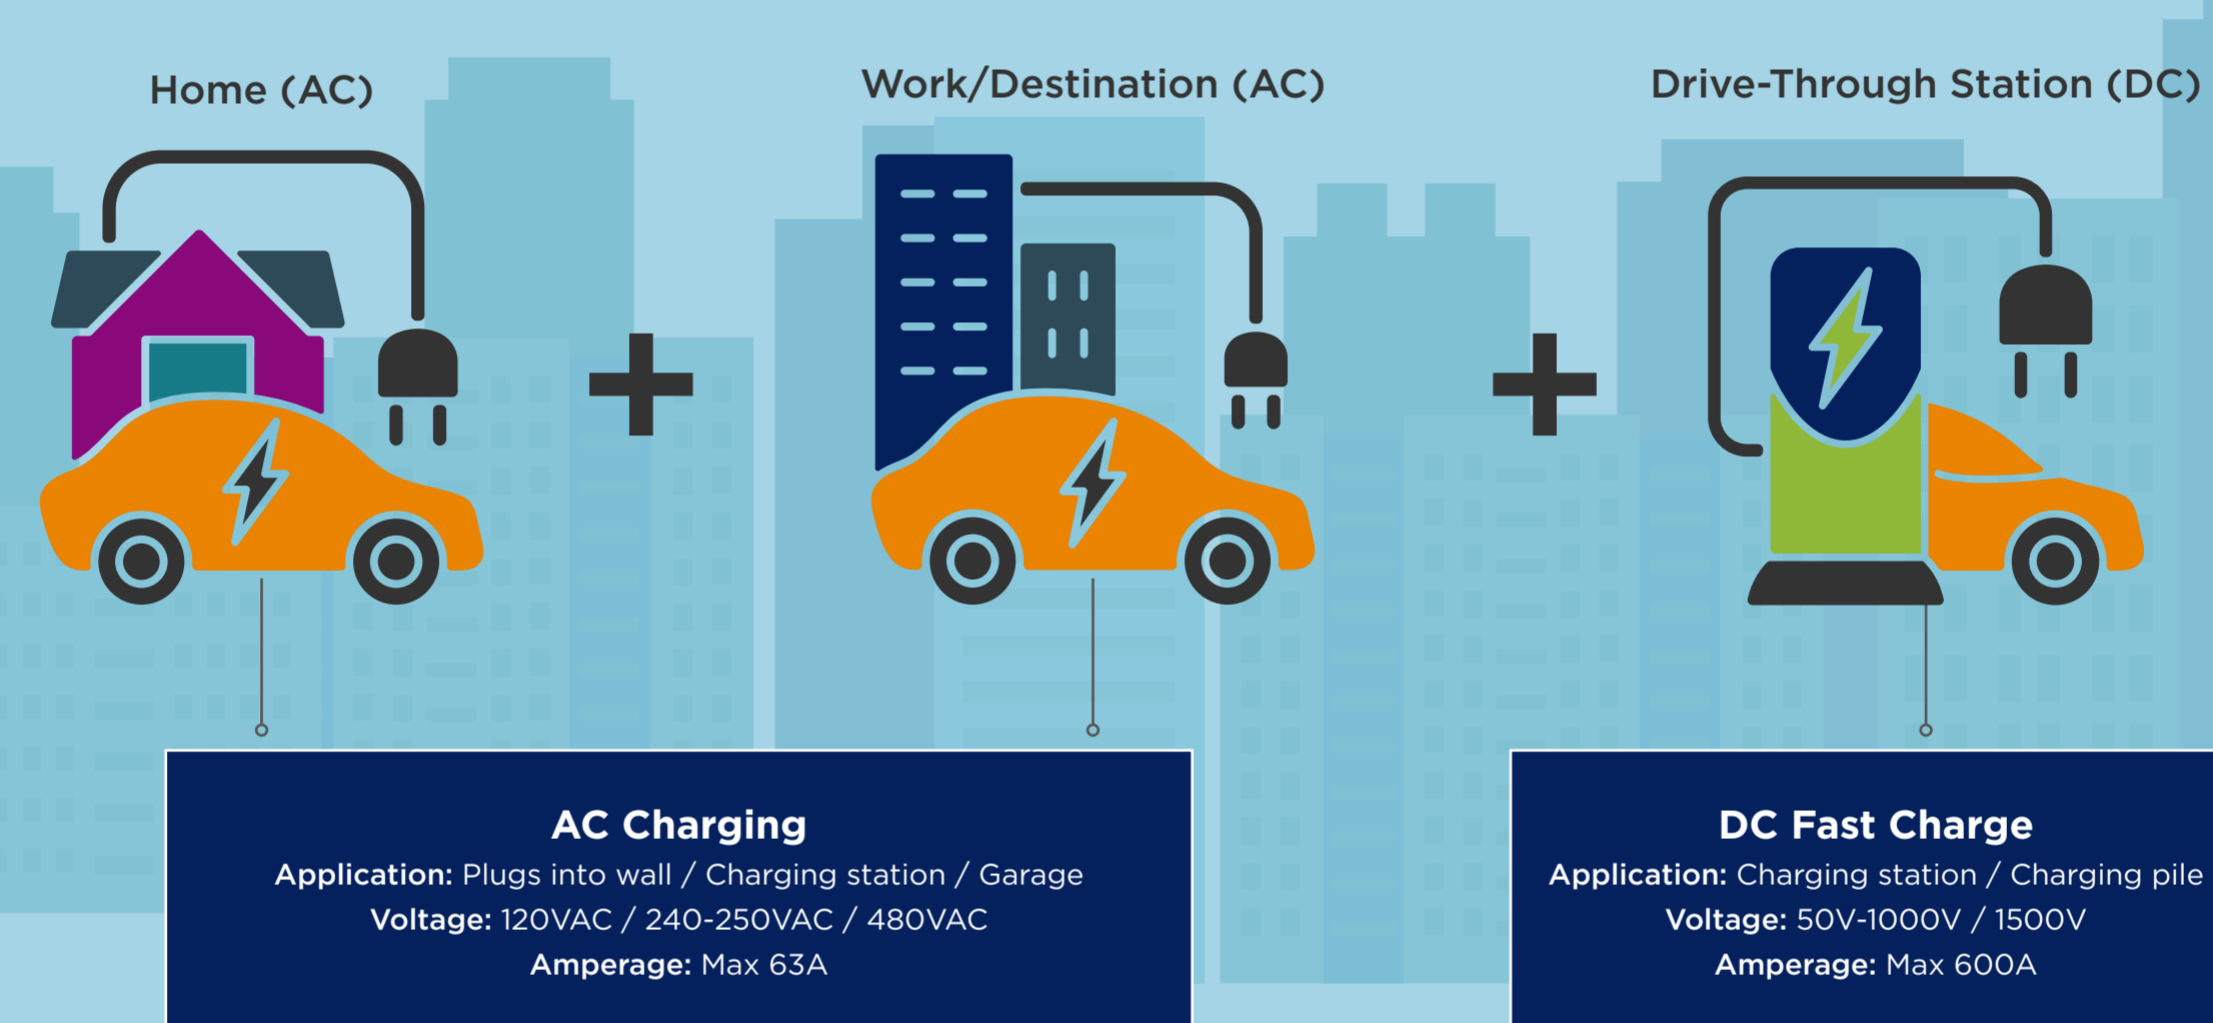 Home (AC)
Work/Destination (AC)
Drive-Through Station (DC)
AC Charging
Application: Plugs into wall / Charging station / Garage
Voltage: 120VAC / 240-250VAC / 480VAC
Amperage: Max 63A
DC Fast Charge
Application: Charging station / Charging pile
Voltage: 50V-1000V / 1500V
Amperage: Max 600A